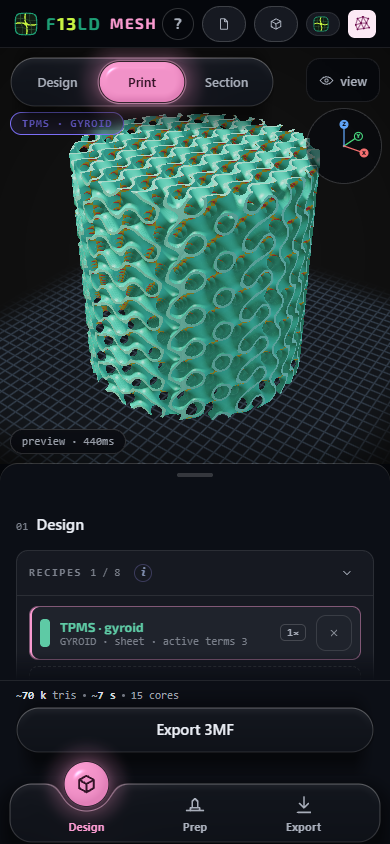 F13LD MESH ?
Design Print Section view
TPMS · GYROID
Z
Y
X
preview · 440ms
01 Design
RECIPES 1 / 8 i
TPMS · gyroid
GYROID · sheet · active terms 3
1×
×
~70 k tris • ~7 s • 15 cores
Export 3MF
Design Prep Export